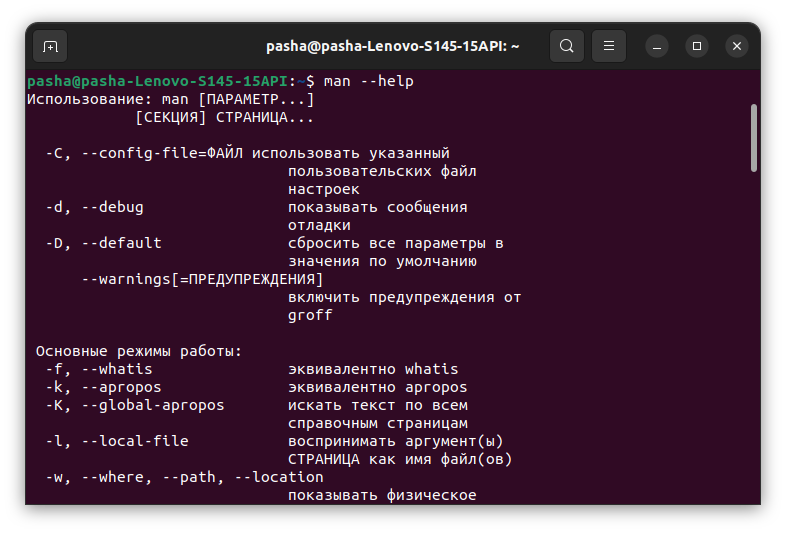 pasha@pasha-Lenovo-S145-15API: ~
pasha@pasha-Lenovo-S145-15API:~$ man --help
Использование: man [ПАРАМЕТР...]
[СЕКЦИЯ] СТРАНИЦА...
-C, --config-file=ФАЙЛ использовать указанный
пользовательских файл
настроек
-d, --debug показывать сообщения
отладки
-D, --default сбросить все параметры в
значения по умолчанию
--warnings[=ПРЕДУПРЕЖДЕНИЯ]
включить предупреждения от
groff
Основные режимы работы:
-f, --whatis эквивалентно whatis
-k, --apropos эквивалентно apropos
-K, --global-apropos искать текст по всем
справочным страницам
-l, --local-file воспринимать аргумент(ы)
СТРАНИЦА как имя файл(ов)
-w, --where, --path, --location
показывать физическое